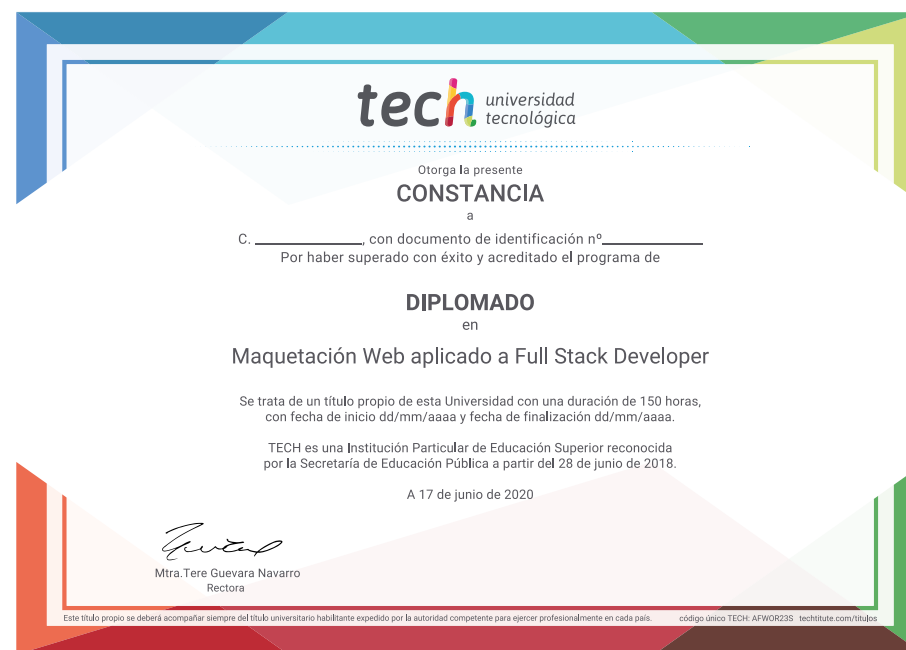 tech universidad
tecnológica
Otorga la presente
CONSTANCIA
a
C. ____________, con documento de identificación nº____________
Por haber superado con éxito y acreditado el programa de
DIPLOMADO
en
Maquetación Web aplicado a Full Stack Developer
Se trata de un título propio de esta Universidad con una duración de 150 horas,
con fecha de inicio dd/mm/aaaa y fecha de finalización dd/mm/aaaa.
TECH es una Institución Particular de Educación Superior reconocida
por la Secretaría de Educación Pública a partir del 28 de junio de 2018.
A 17 de junio de 2020
Mtra.Tere Guevara Navarro
Rectora
Este título propio se deberá acompañar siempre del título universitario habilitante expedido por la autoridad competente para ejercer profesionalmente en cada país. código único TECH: AFWOR23S techtitute.com/titulos